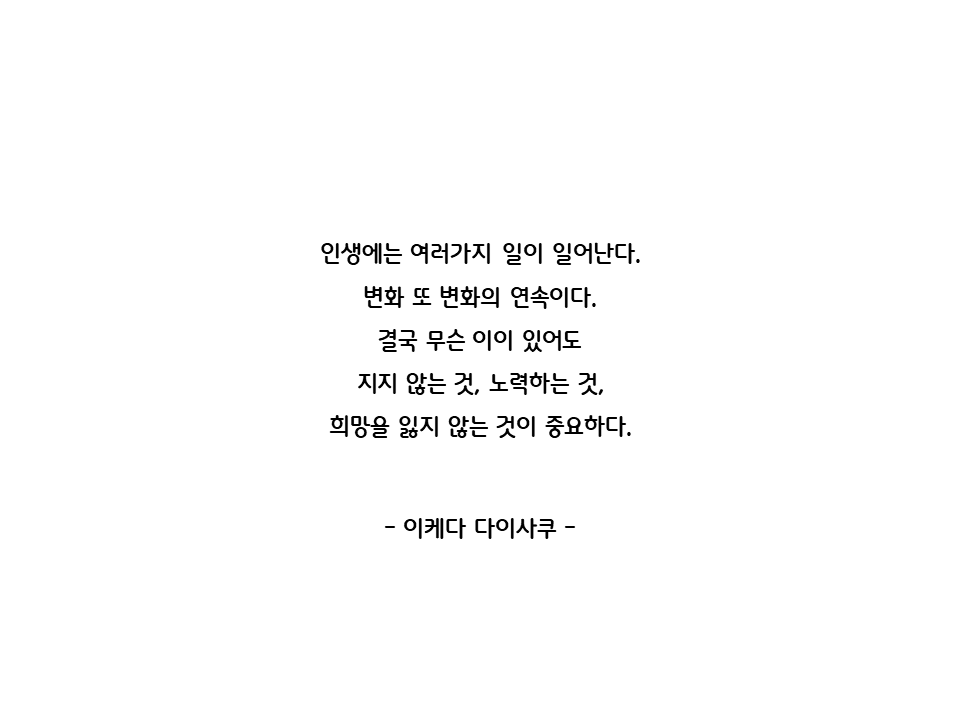 인생에는 여러가지 일이 일어난다.
변화 또 변화의 연속이다.
결국 무슨 이이 있어도
지지 않는 것, 노력하는 것,
희망을 잃지 않는 것이 중요하다.
- 이케다 다이사쿠 -